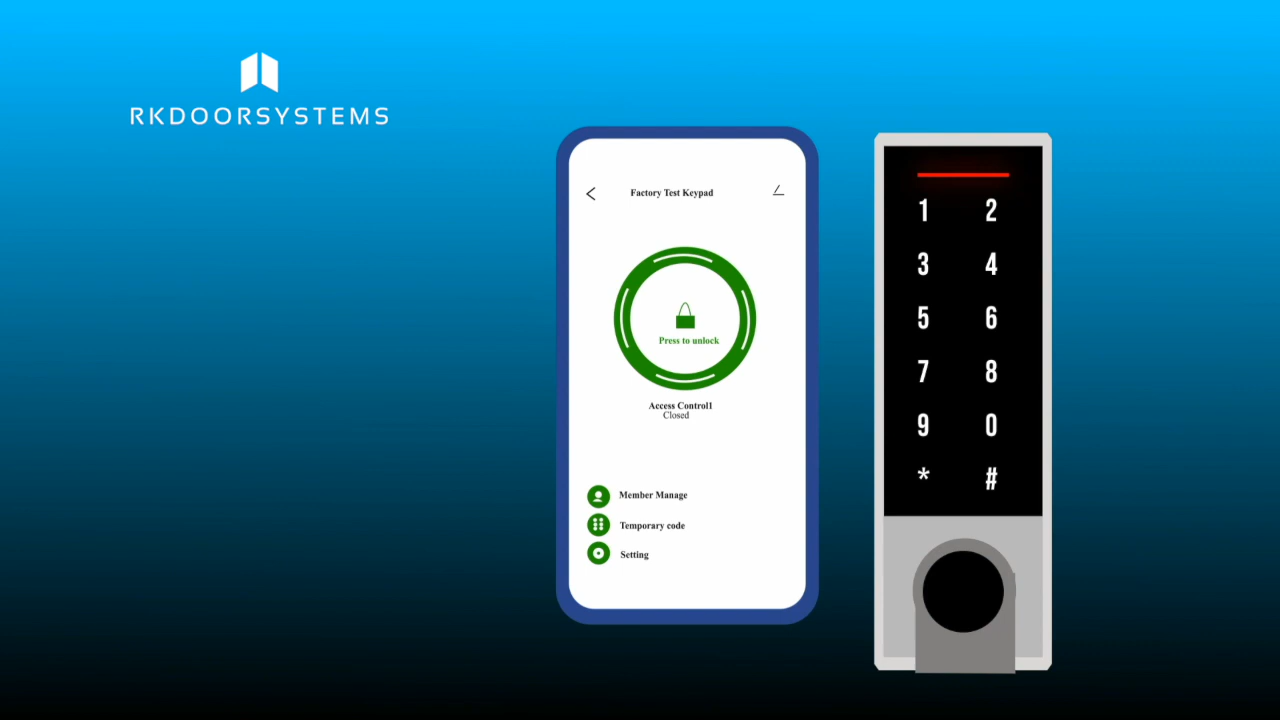 RKDOORSYSTEMS
Factory Test Keypad
Press to unlock
Access Control1
Closed
Member Manage
Temporary code
Setting
1 2
3 4
5 6
7 8
9 0
* #